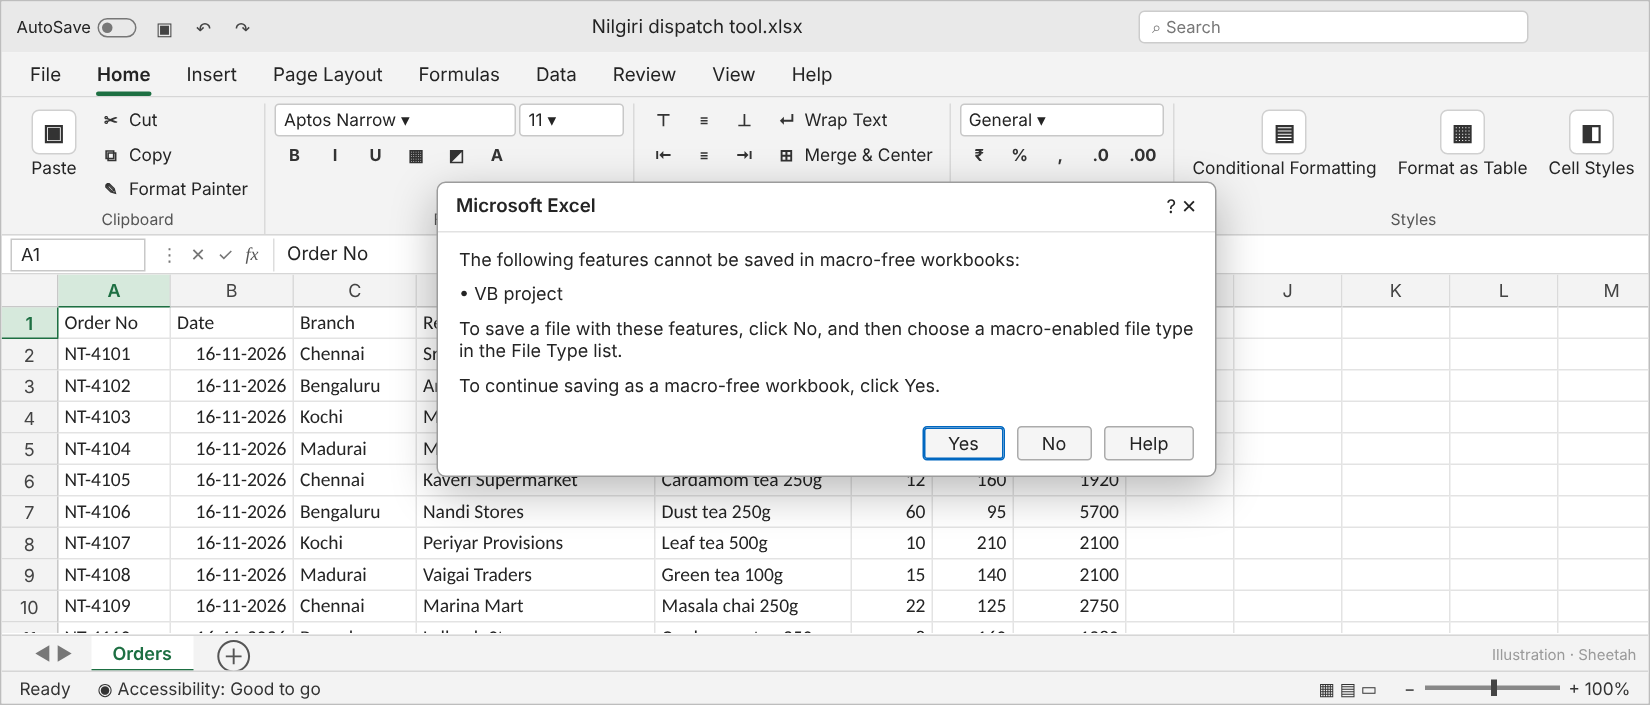 AutoSave Nilgiri dispatch tool.xlsx Search
File Home Insert Page Layout Formulas Data Review View Help
Paste
Cut
Copy
Format Painter
Clipboard
Aptos Narrow ▾ 11 ▾
B I U A
Wrap Text
Merge & Center
General ▾
₹ % , .0 .00
Conditional Formatting Format as Table Cell Styles
Styles
A1 fx Order No
Microsoft Excel ? ✕
The following features cannot be saved in macro-free workbooks:
• VB project
To save a file with these features, click No, and then choose a macro-enabled file type
in the File Type list.
To continue saving as a macro-free workbook, click Yes.
Yes No Help
A B C J K L M
1 Order No Date Branch
2 NT-4101 16-11-2026 Chennai
3 NT-4102 16-11-2026 Bengaluru
4 NT-4103 16-11-2026 Kochi
5 NT-4104 16-11-2026 Madurai
6 NT-4105 16-11-2026 Chennai Kaveri Supermarket Cardamom tea 250g 12 160 1920
7 NT-4106 16-11-2026 Bengaluru Nandi Stores Dust tea 250g 60 95 5700
8 NT-4107 16-11-2026 Kochi Periyar Provisions Leaf tea 500g 10 210 2100
9 NT-4108 16-11-2026 Madurai Vaigai Traders Green tea 100g 15 140 2100
10 NT-4109 16-11-2026 Chennai Marina Mart Masala chai 250g 22 125 2750
Orders
Illustration · Sheetah
Ready Accessibility: Good to go − + 100%